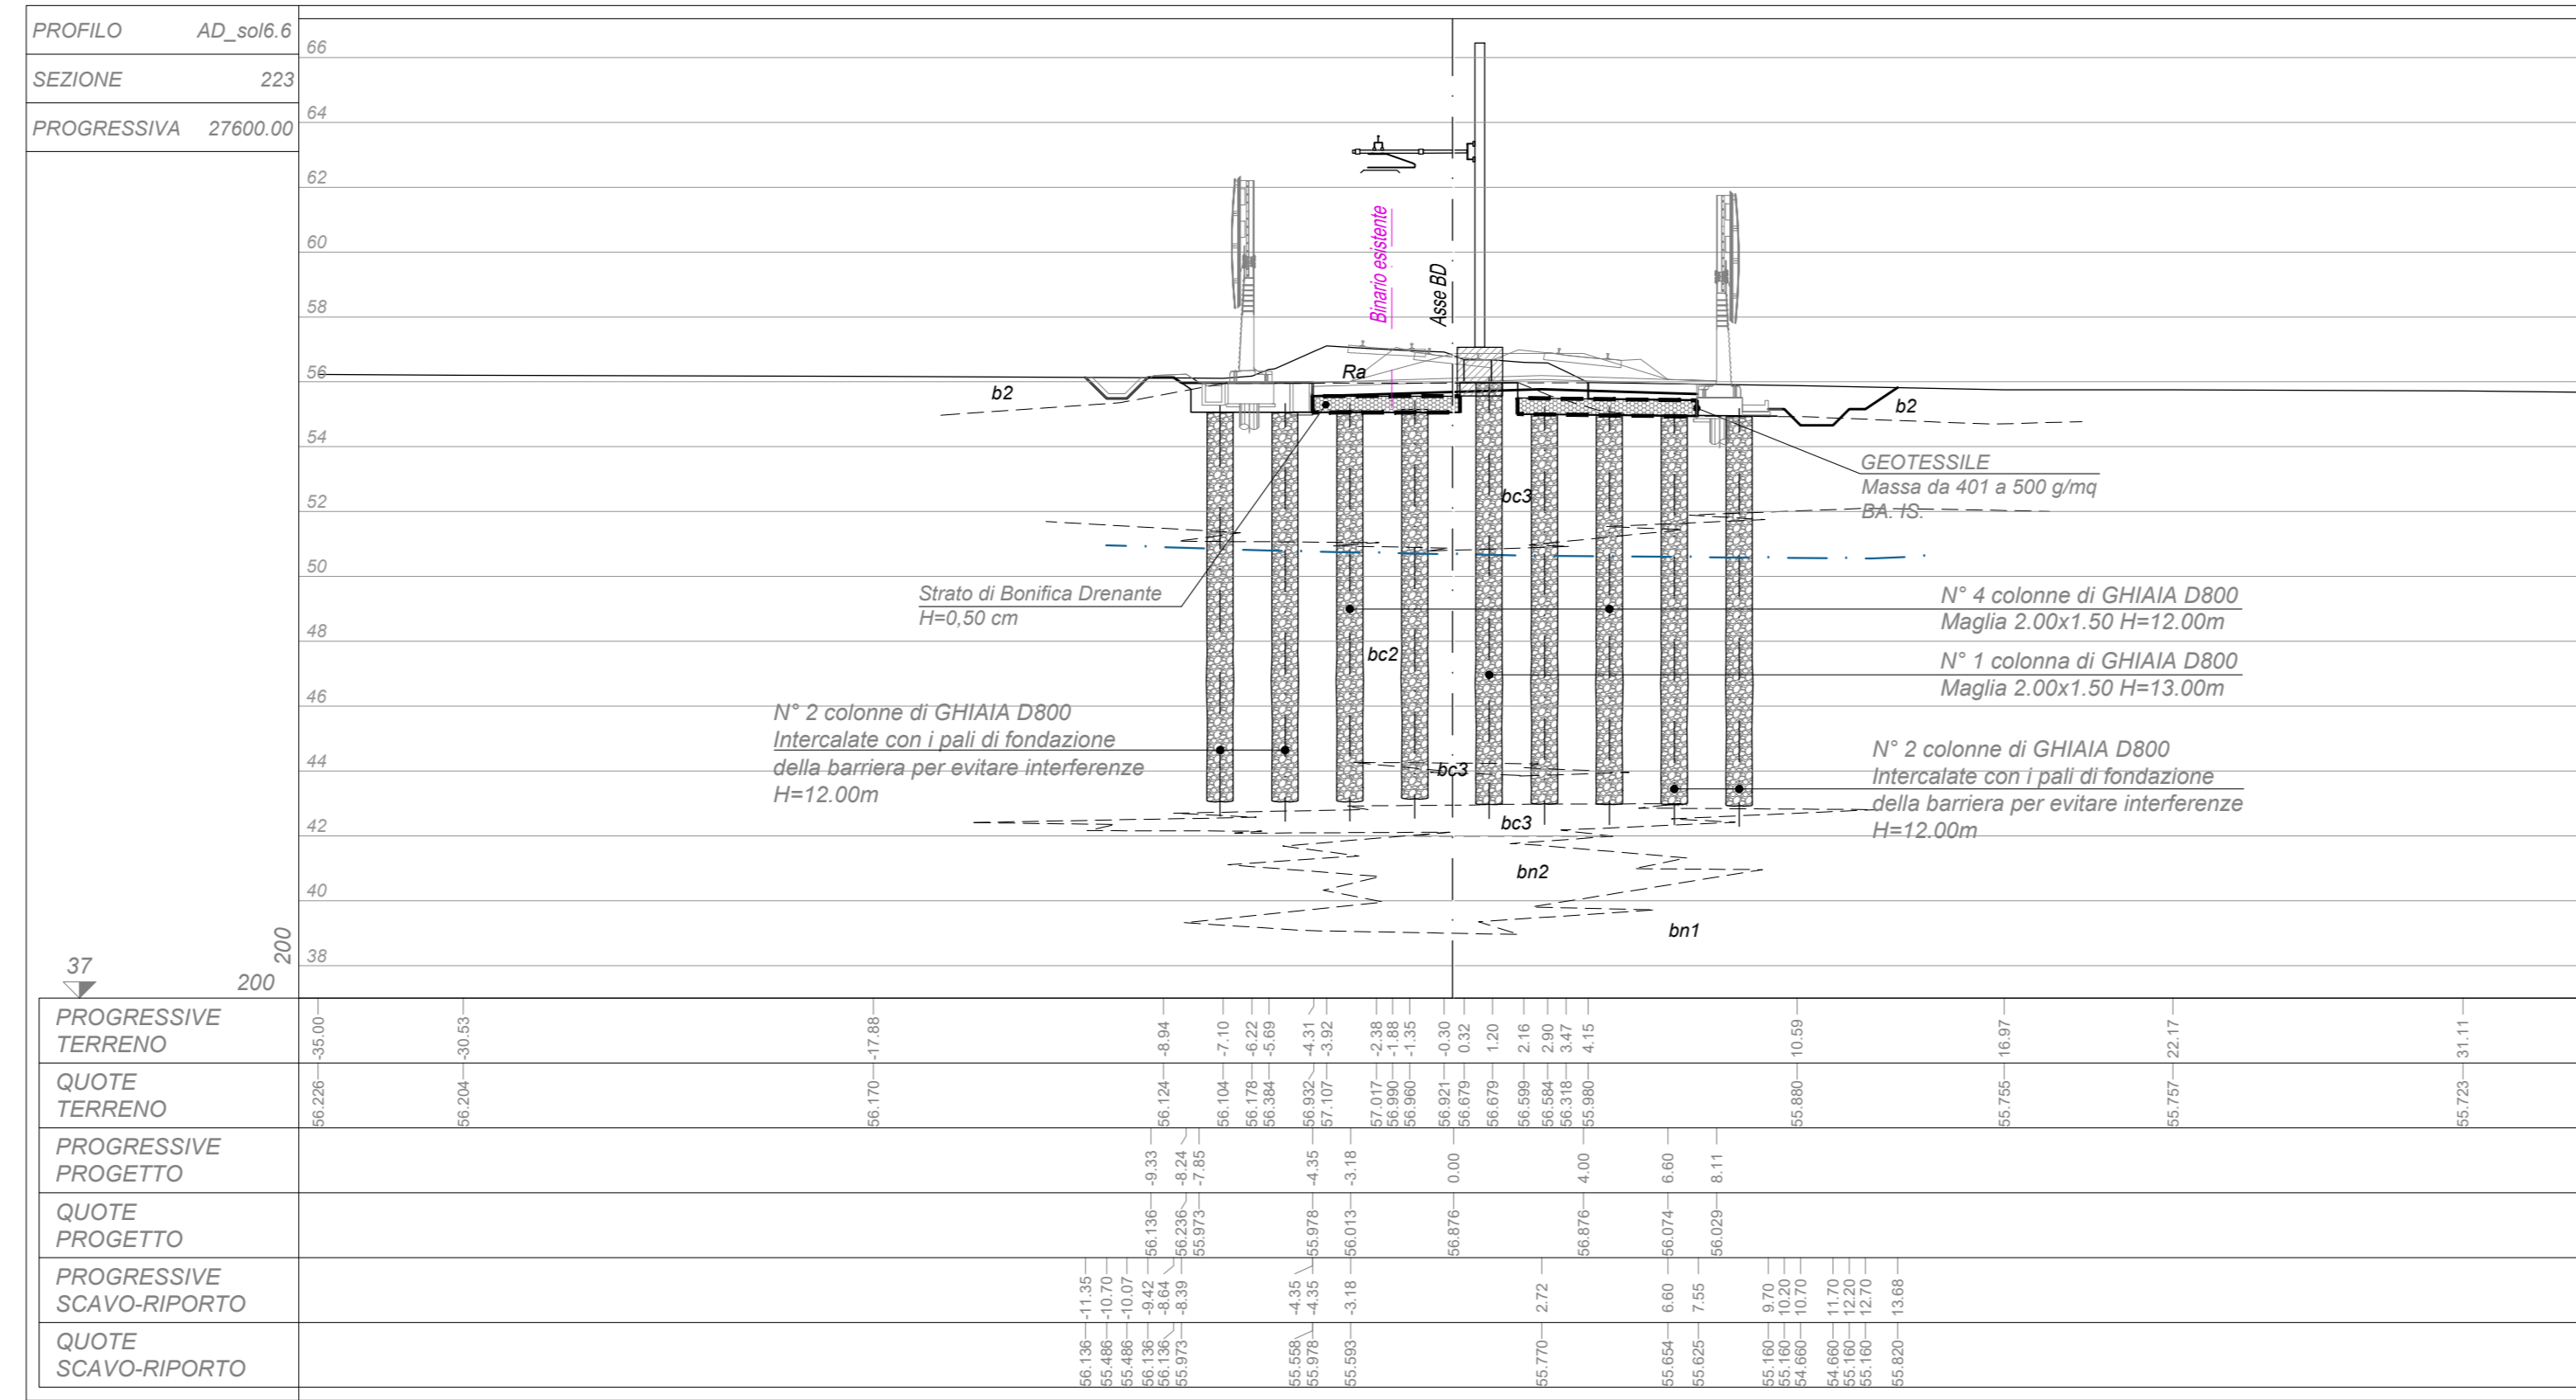 PROFILO AD_sol6.6
SEZIONE 223
PROGRESSIVA 27600.00
66
64
62
60
58
56
54
52
50
48
46
44
42
40
38
37
200
200
Binario esistente
Asse BD
Ra
b2
b2
bc3
GEOTESSILE
Massa da 401 a 500 g/mq
BA. IS.
Strato di Bonifica Drenante
H=0,50 cm
N° 4 colonne di GHIAIA D800
Maglia 2.00x1.50 H=12.00m
bc2
N° 1 colonna di GHIAIA D800
Maglia 2.00x1.50 H=13.00m
N° 2 colonne di GHIAIA D800
Intercalate con i pali di fondazione
della barriera per evitare interferenze
H=12.00m
bc3
N° 2 colonne di GHIAIA D800
Intercalate con i pali di fondazione
della barriera per evitare interferenze
H=12.00m
bc3
bn2
bn1
PROGRESSIVE
TERRENO
-35.00 -30.53 -17.88 -8.94 -7.10 -6.22 -5.69 -4.31 -3.92 -2.38 -1.88 -1.35 -0.30 0.32 1.20 2.16 2.90 3.47 4.15 10.59 16.97 22.17 31.11
QUOTE
TERRENO
56.226 56.204 56.170 56.124 56.104 56.178 56.384 56.932 57.107 57.017 56.990 56.960 56.921 56.679 56.679 56.599 56.584 56.318 55.980 55.880 55.755 55.757 55.723
PROGRESSIVE
PROGETTO
-9.33 -8.24 -7.85 -4.35 -3.18 0.00 4.00 6.60 8.11
QUOTE
PROGETTO
56.136 56.236 55.973 55.978 56.013 56.876 56.876 56.074 56.029
PROGRESSIVE
SCAVO-RIPORTO
-11.35 -10.70 -10.07 -9.42 -8.64 -8.39 -4.35 -4.35 -3.18 2.72 6.60 7.55 9.70 10.20 10.70 11.70 12.20 12.70 13.68
QUOTE
SCAVO-RIPORTO
56.136 55.486 55.486 56.136 56.136 55.973 55.558 55.978 55.593 55.770 55.654 55.625 55.160 55.160 54.660 54.660 55.160 55.160 55.820